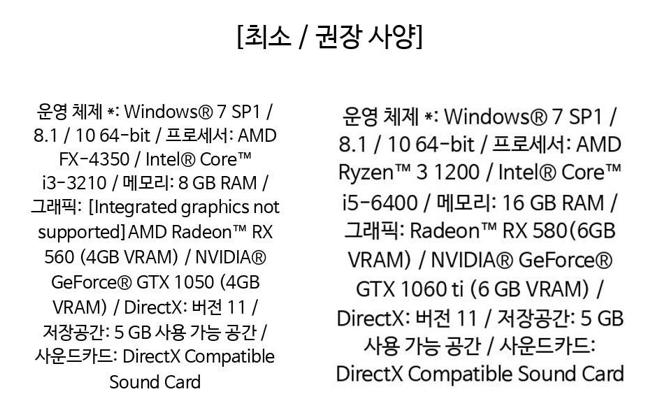 [최소 / 권장 사양]
운영 체제 *: Windows® 7 SP1 /
8.1 / 10 64-bit / 프로세서: AMD
FX-4350 / Intel® Core™
i3-3210 / 메모리: 8 GB RAM /
그래픽: [Integrated graphics not
supported]AMD Radeon™ RX
560 (4GB VRAM) / NVIDIA®
GeForce® GTX 1050 (4GB
VRAM) / DirectX: 버전 11 /
저장공간: 5 GB 사용 가능 공간 /
사운드카드: DirectX Compatible
Sound Card
운영 체제 *: Windows® 7 SP1 /
8.1 / 10 64-bit / 프로세서: AMD
Ryzen™ 3 1200 / Intel® Core™
i5-6400 / 메모리: 16 GB RAM /
그래픽: Radeon™ RX 580(6GB
VRAM) / NVIDIA® GeForce®
GTX 1060 ti (6 GB VRAM) /
DirectX: 버전 11 / 저장공간: 5 GB
사용 가능 공간 / 사운드카드:
DirectX Compatible Sound Card